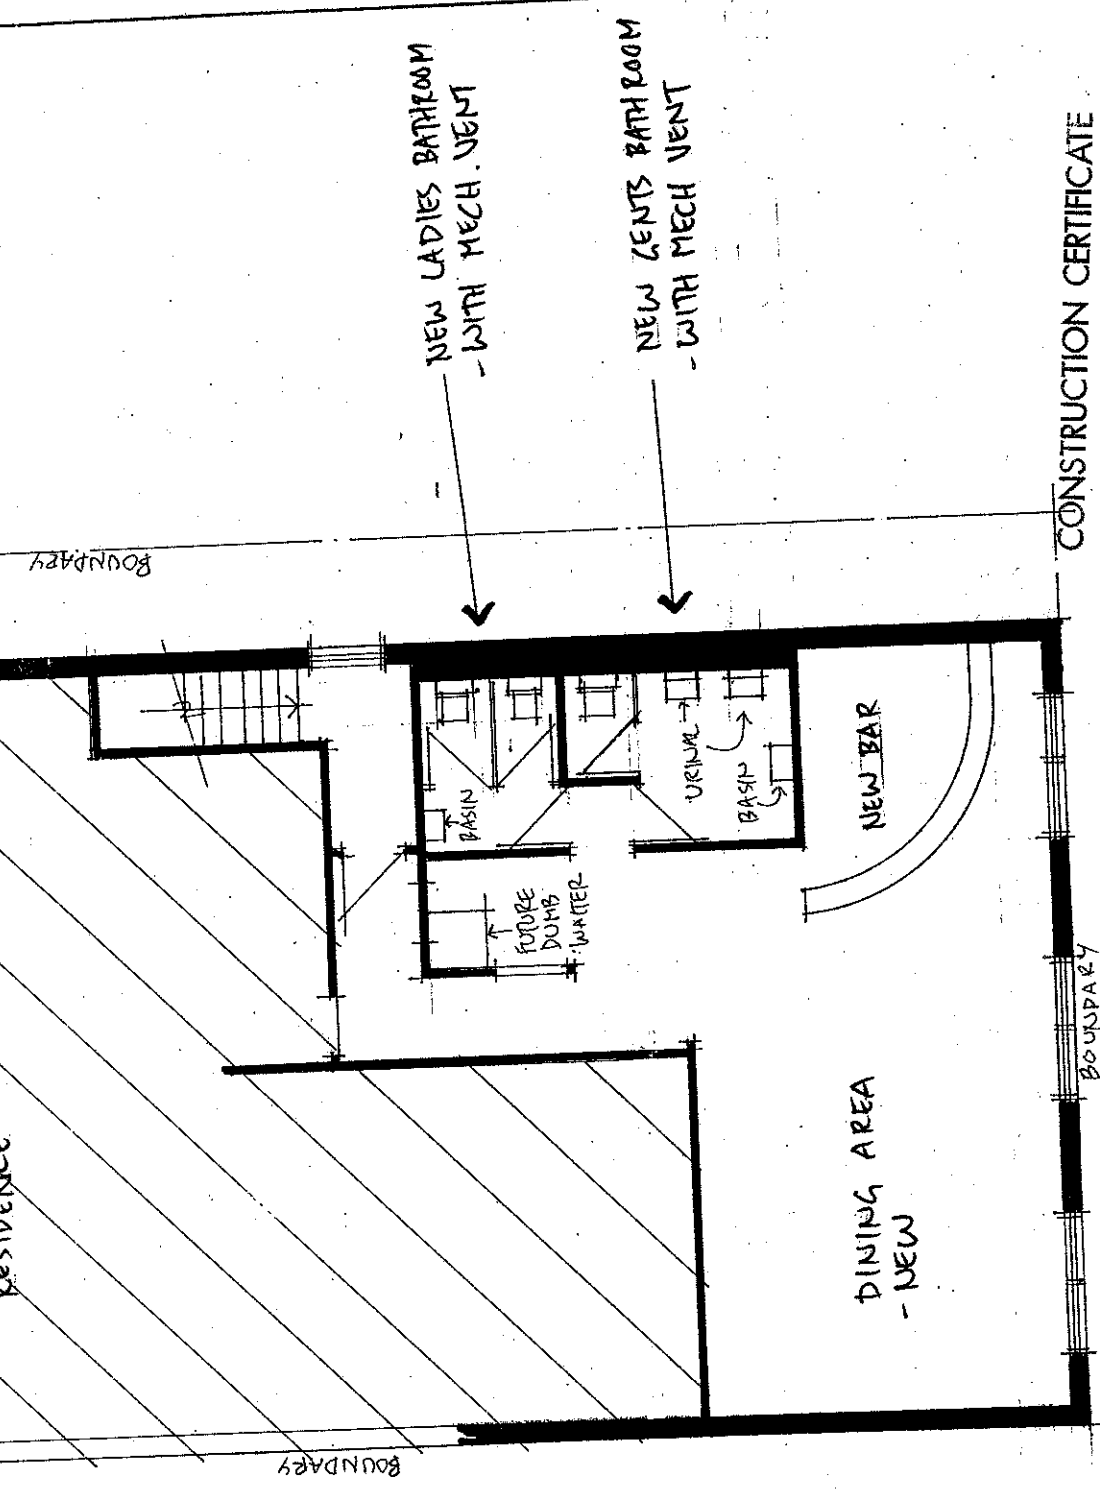 NEW LADIES BATHROOM
- WITH MECH. VENT
NEW GENTS BATHROOM
- WITH MECH VENT
CONSTRUCTION CERTIFICATE
BOUNDARY
BASIN
URINAL
BASIN
NEW BAR
FUTURE
DUMB
WAITER
RESIDENCE
DINING AREA
- NEW
BOUNDARY
BOUNDARY